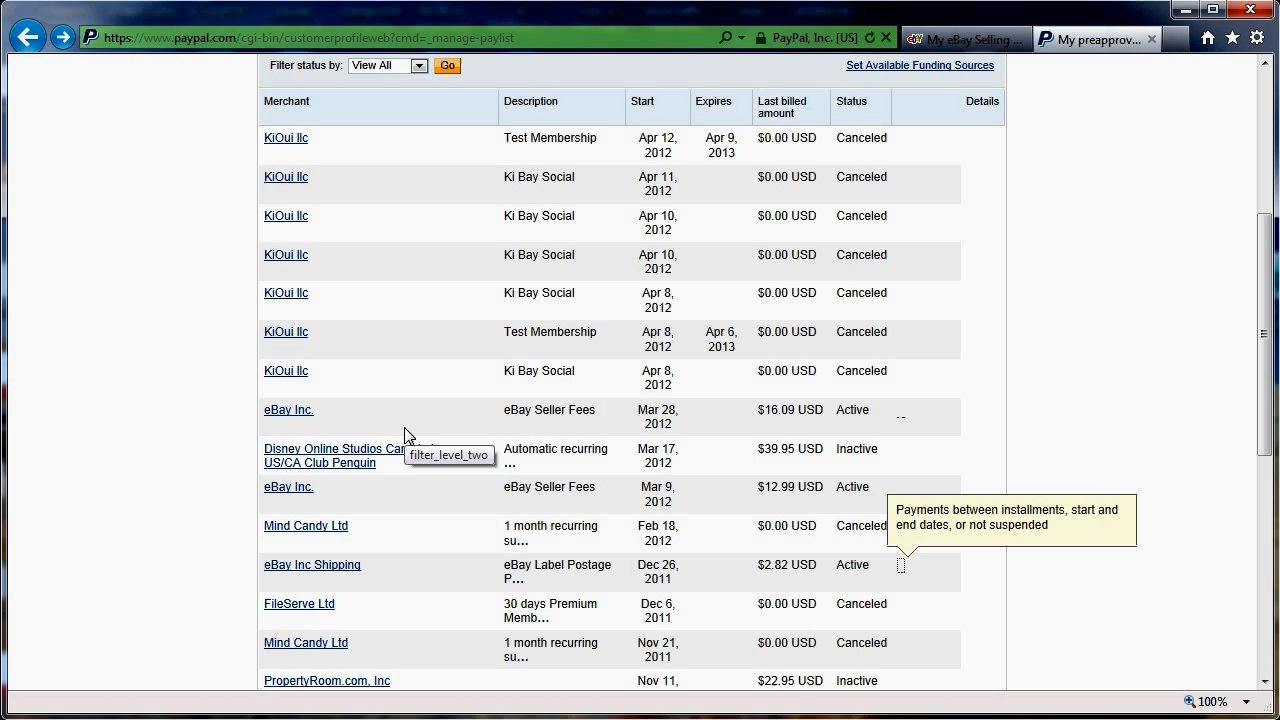 https://www.paypal.com/cgi-bin/customerprofileweb?cmd=_manage-paylist
PayPal, Inc. [US]
My eBay Selling ...
My preapprov...
Filter status by: View All Go
Set Available Funding Sources
Merchant Description Start Expires Last billed amount Status Details
KiOui llc Test Membership Apr 12, 2012 Apr 9, 2013 $0.00 USD Canceled
KiOui llc Ki Bay Social Apr 11, 2012 $0.00 USD Canceled
KiOui llc Ki Bay Social Apr 10, 2012 $0.00 USD Canceled
KiOui llc Ki Bay Social Apr 10, 2012 $0.00 USD Canceled
KiOui llc Ki Bay Social Apr 8, 2012 $0.00 USD Canceled
KiOui llc Test Membership Apr 8, 2012 Apr 6, 2013 $0.00 USD Canceled
KiOui llc Ki Bay Social Apr 8, 2012 $0.00 USD Canceled
eBay Inc. eBay Seller Fees Mar 28, 2012 $16.09 USD Active
Disney Online Studios
US/CA Club Penguin Automatic recurring ... Mar 17, 2012 $39.95 USD Inactive
filter_level_two
eBay Inc. eBay Seller Fees Mar 9, 2012 $12.99 USD Active
Payments between installments, start and
end dates, or not suspended
Mind Candy Ltd 1 month recurring su... Feb 18, 2012 $0.00 USD Canceled
eBay Inc Shipping eBay Label Postage P... Dec 26, 2011 $2.82 USD Active
FileServe Ltd 30 days Premium Memb... Dec 6, 2011 $0.00 USD Canceled
Mind Candy Ltd 1 month recurring su... Nov 21, 2011 $0.00 USD Canceled
PropertyRoom.com, Inc Nov 11, $22.95 USD Inactive
100%